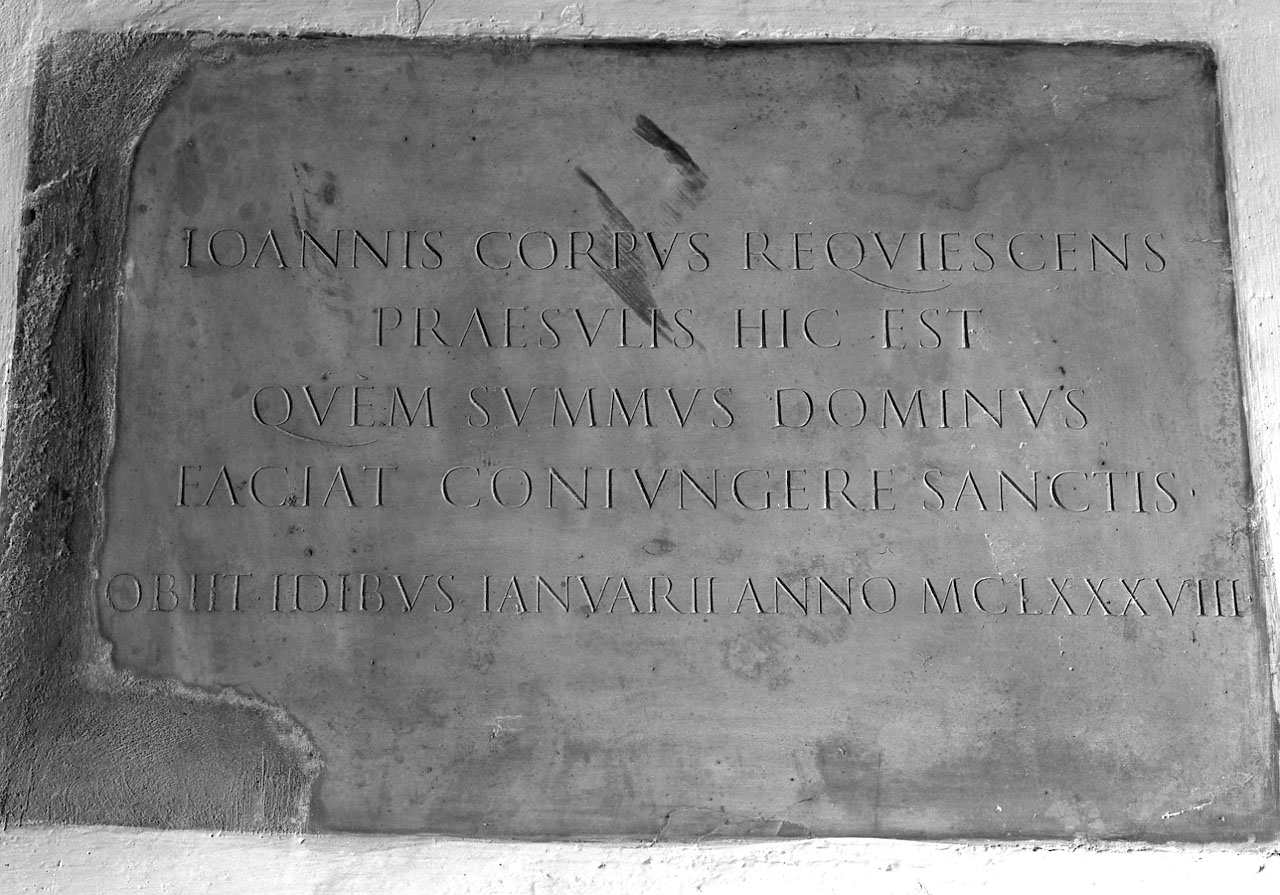 IOANNIS CORPVS REQVIESCENS
PRAESVLIS HIC EST
QVÈM SVMMVS DOMINVS
FACIAT CONIVNGERE SANCTIS
OBIIT IDIBVS IANVARII ANNO MCLXXXVIII